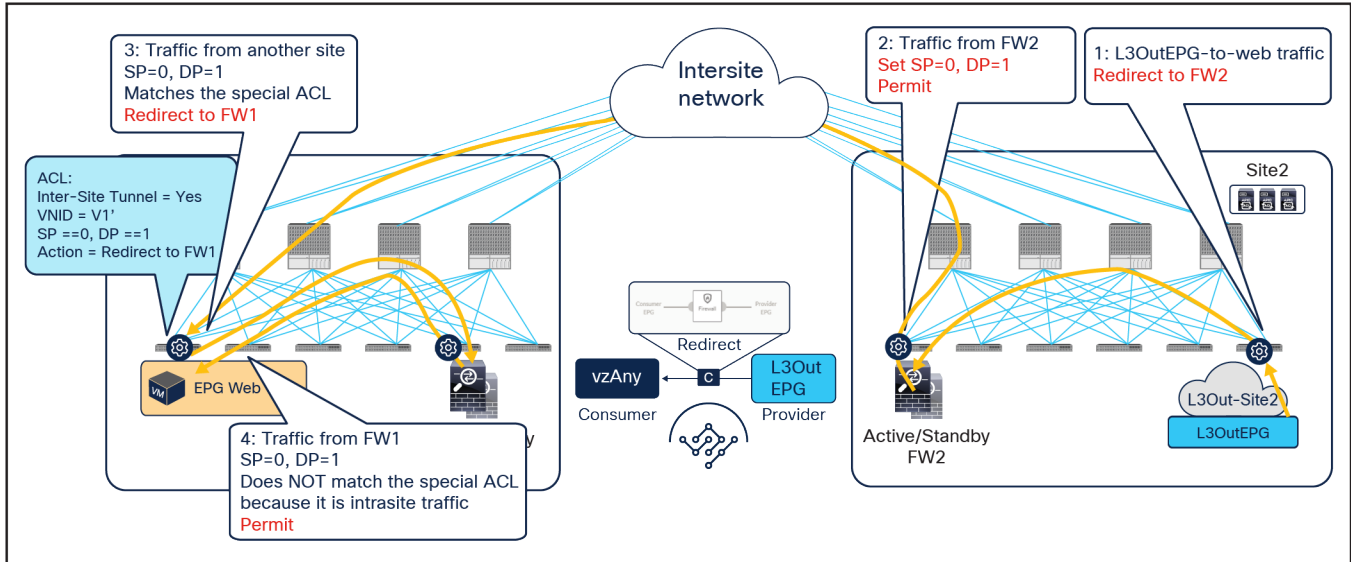 3: Traffic from another site
SP=0, DP=1
Matches the special ACL
Redirect to FW1
Intersite
network
2: Traffic from FW2
Set SP=0, DP=1
Permit
1: L3OutEPG-to-web traffic
Redirect to FW2
ACL:
Inter-Site Tunnel = Yes
VNID = V1’
SP ==0, DP ==1
Action = Redirect to FW1
Site2
Consumer
EPG
Firewall
Provider
EPG
Redirect
VM
EPG Web
vzAny
C
L3Out
EPG
Consumer
Provider
L3Out-Site2
L3OutEPG
Active/Standby
FW2
y
4: Traffic from FW1
SP=0, DP=1
Does NOT match the special ACL
because it is intrasite traffic
Permit